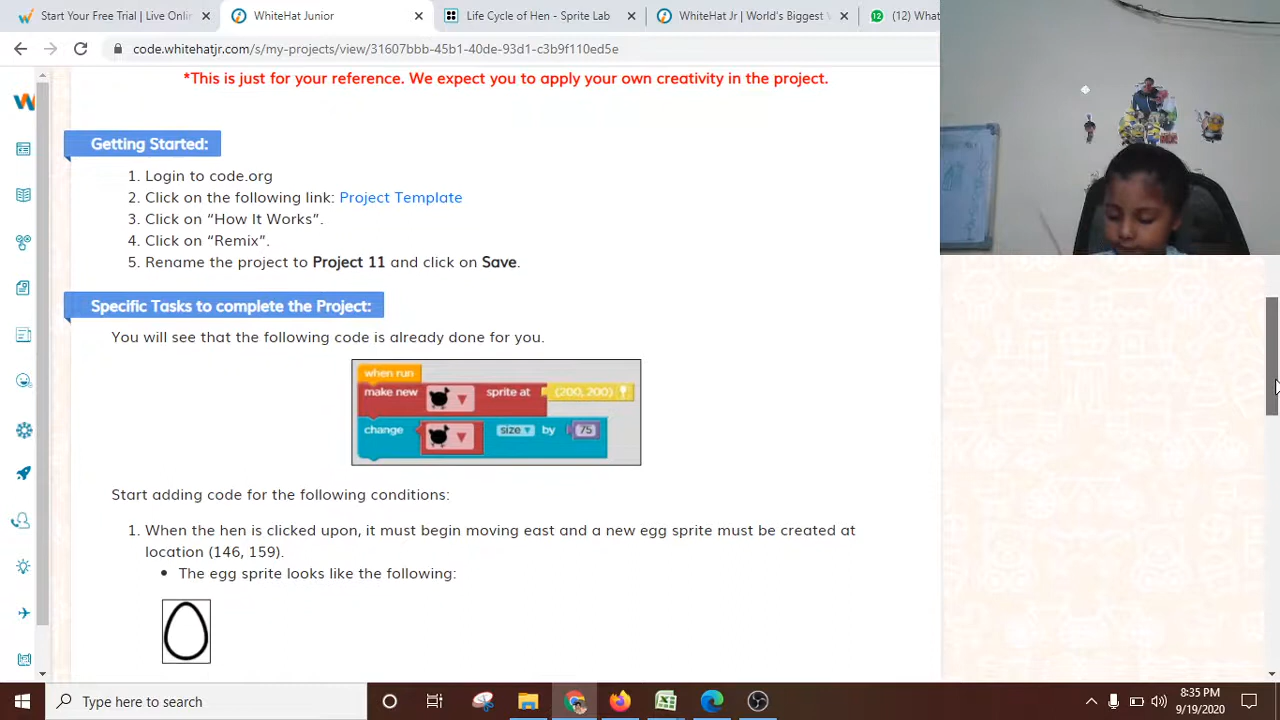 Start Your Free Trial | Live Onlin
WhiteHat Junior
Life Cycle of Hen - Sprite Lab
WhiteHat Jr | World's Biggest V
(12) What
code.whitehatjr.com/s/my-projects/view/31607bbb-45b1-40de-93d1-c3b9f110ed5e
*This is just for your reference. We expect you to apply your own creativity in the project.
Getting Started:
1. Login to code.org
2. Click on the following link: Project Template
3. Click on “How It Works”.
4. Click on “Remix”.
5. Rename the project to Project 11 and click on Save.
Specific Tasks to complete the Project:
You will see that the following code is already done for you.
when run
make new sprite at (200, 200)
change size by 75
Start adding code for the following conditions:
1. When the hen is clicked upon, it must begin moving east and a new egg sprite must be created at
location (146, 159).
• The egg sprite looks like the following:
Type here to search
8:35 PM
9/19/2020